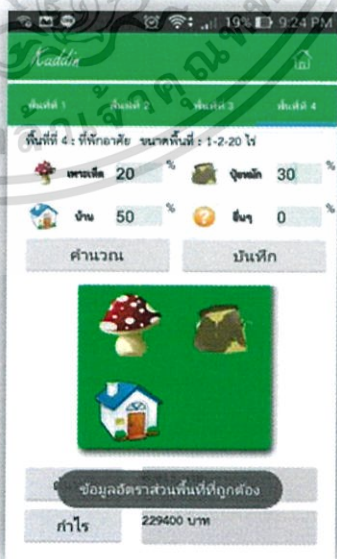 19% 9:24 PM
Kaddin
พื้นที่ที่ 1 พื้นที่ที่ 2 พื้นที่ที่ 3 พื้นที่ที่ 4
พื้นที่ที่ 4 : ที่พักอาศัย ขนาดพื้นที่ : 1-2-20 ไร่
เพาะเห็ด 20 % ปุ๋ยหมัก 30 %
บ้าน 50 % อื่นๆ 0 %
คำนวณ บันทึก
ข้อมูลอัตราส่วนพื้นที่ที่ถูกต้อง
กำไร 229400 บาท